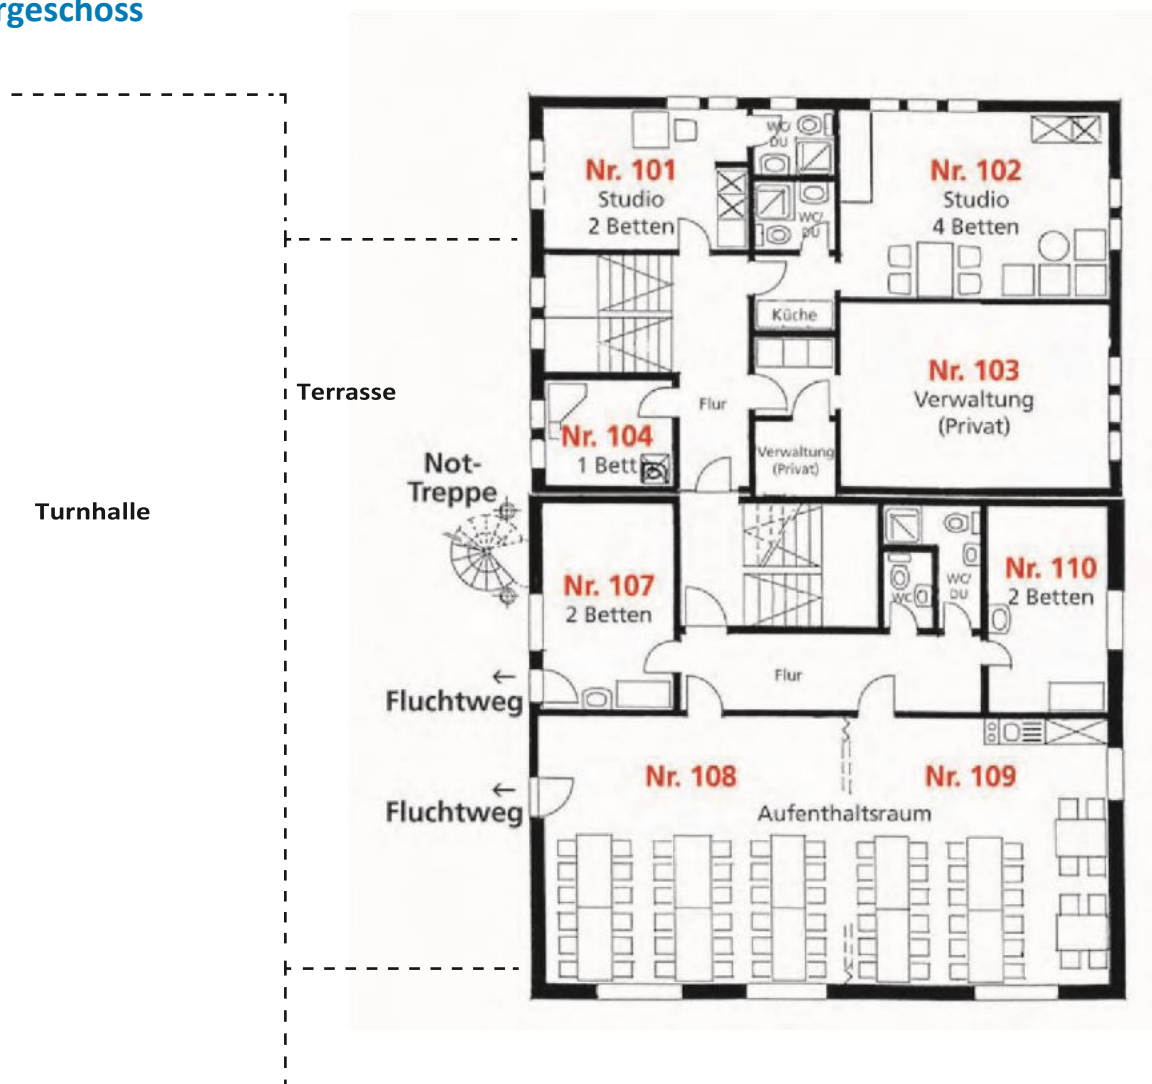 rgeschoss
WC/
DU
Nr. 101
Studio
2 Betten
Nr. 102
Studio
4 Betten
WC/
DU
Küche
Nr. 103
Verwaltung
(Privat)
Terrasse
Flur
Nr. 104
1 Bett
Verwaltung
(Privat)
Not-
Treppe
Turnhalle
Nr. 107
2 Betten
WC
WC/
DU
Nr. 110
2 Betten
Flur
←
Fluchtweg
Nr. 108
Nr. 109
←
Fluchtweg
Aufenthaltsraum